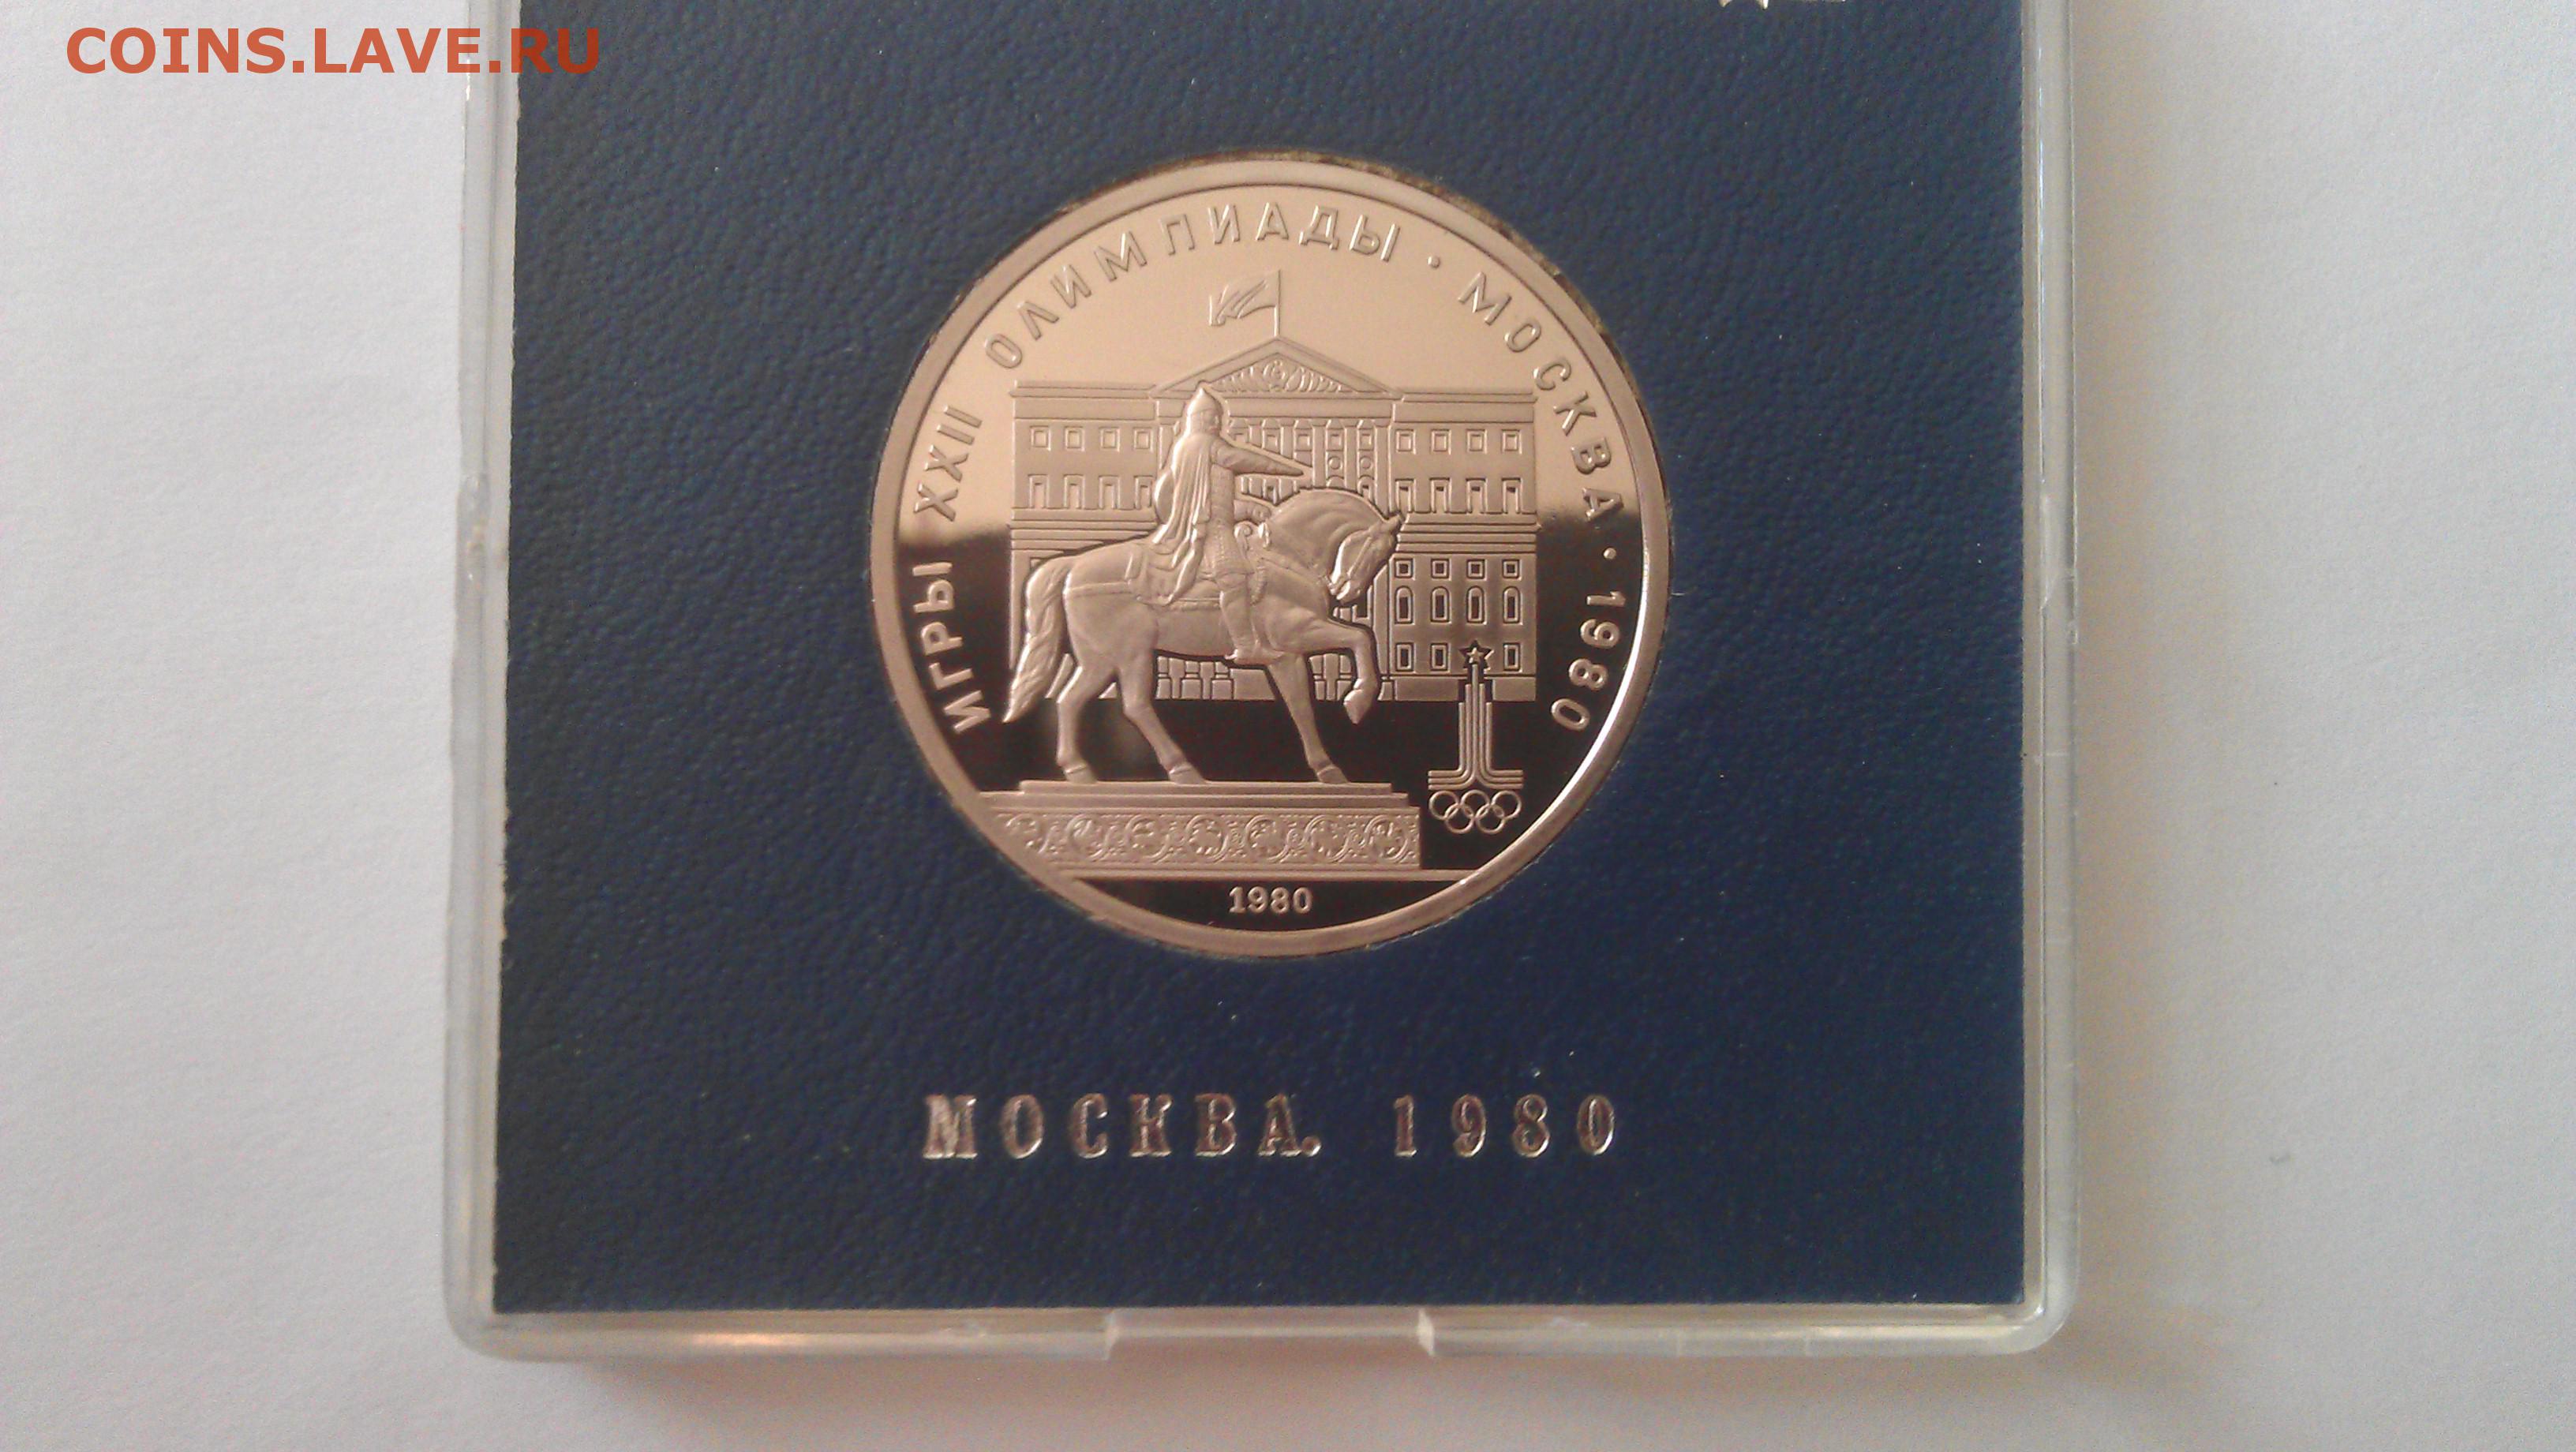 COINS.LAVE.RU
ИГРЫ XXII ОЛИМПИАДЫ · МОСКВА · 1980
1980
МОСКВА. 1980